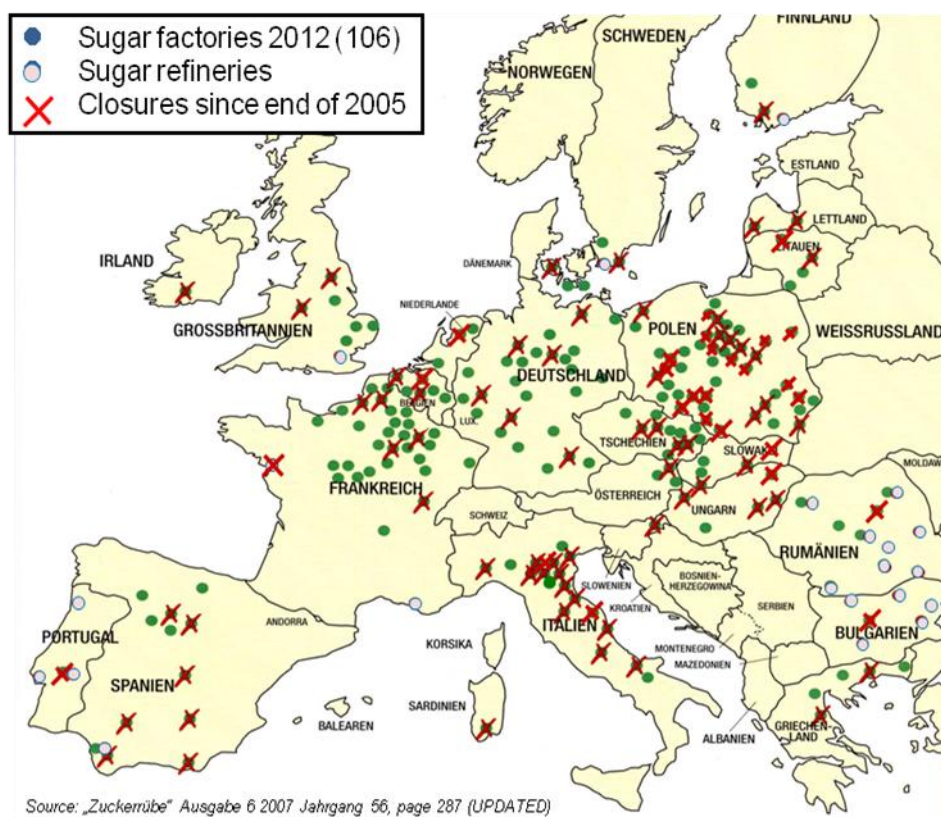 Sugar factories 2012 (106)
Sugar refineries
Closures since end of 2005
FINNLAND
SCHWEDEN
NORWEGEN
ESTLAND
LETTLAND
LITAUEN
IRLAND
DÄNEMARK
NIEDERLANDE
GROSSBRITANNIEN
POLEN
WEISSRUSSLAND
DEUTSCHLAND
BELGIEN
LUX.
TSCHECHIEN
SLOWAK
MOLDAW
FRANKREICH
ÖSTERREICH
UNGARN
SCHWEIZ
RUMÄNIEN
SLOWENIEN
BOSNIEN-
HERZEGOWINA
KROATIEN
SERBIEN
ANDORRA
ITALIEN
KORSIKA
PORTUGAL
BULGARIEN
MONTENEGRO
MAZEDONIEN
SPANIEN
SARDINIEN
BALEAREN
ALBANIEN
GRIECHEN-
LAND
Source: „Zuckerrübe“ Ausgabe 6 2007 Jahrgang 56, page 287 (UPDATED)